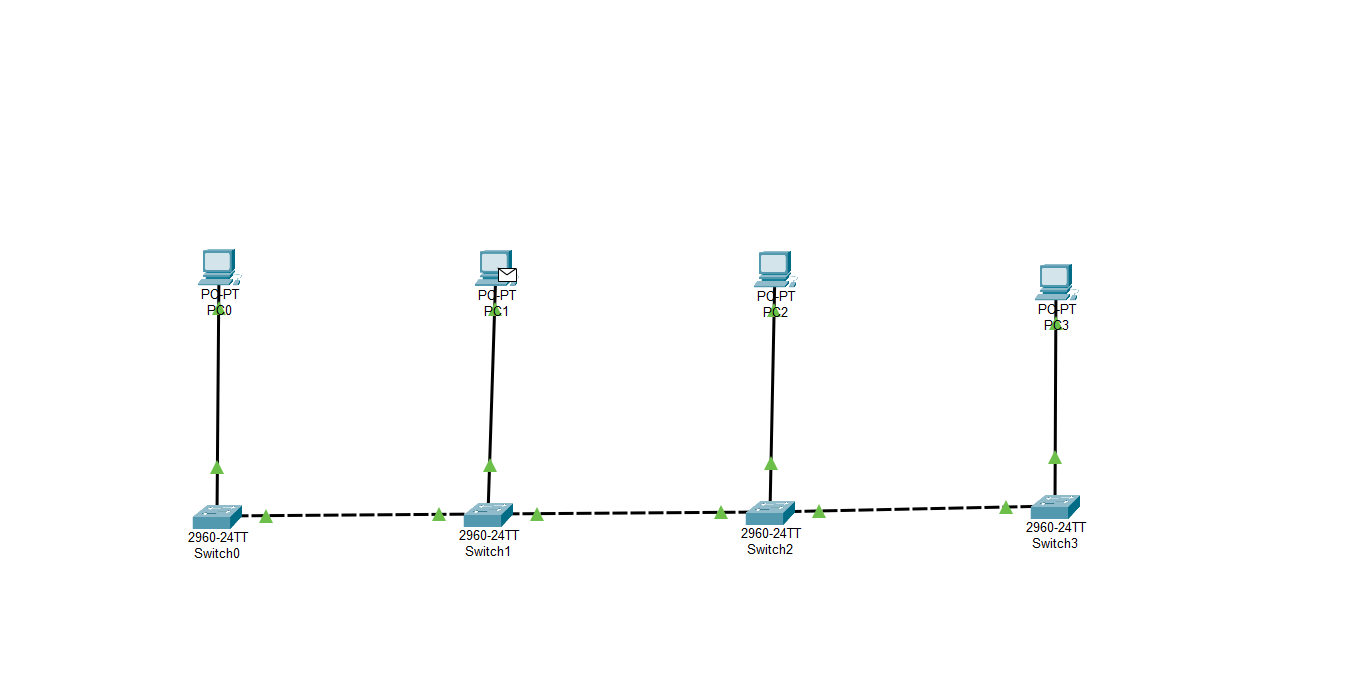 PC-PT
PC0
PC-PT
PC1
PC-PT
PC2
PC-PT
PC3
2960-24TT
Switch0
2960-24TT
Switch1
2960-24TT
Switch2
2960-24TT
Switch3